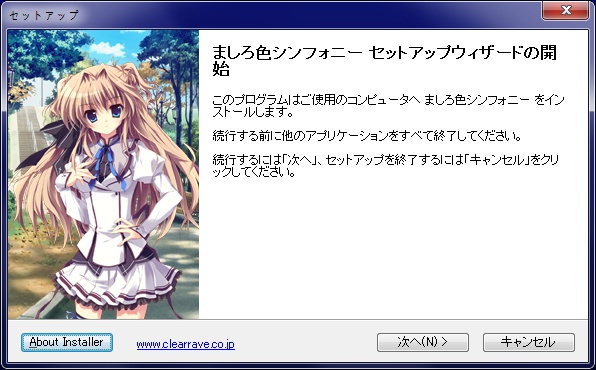 セットアップ
ましろ色シンフォニー セットアップウィザードの開
始
このプログラムはご使用のコンピュータへ ましろ色シンフォニー をイン
ストールします。
続行する前に他のアプリケーションをすべて終了してください。
続行するには「次へ」、セットアップを終了するには「キャンセル」をクリ
ックしてください。
About Installer
www.clearrave.co.jp
次へ(N) >
キャンセル